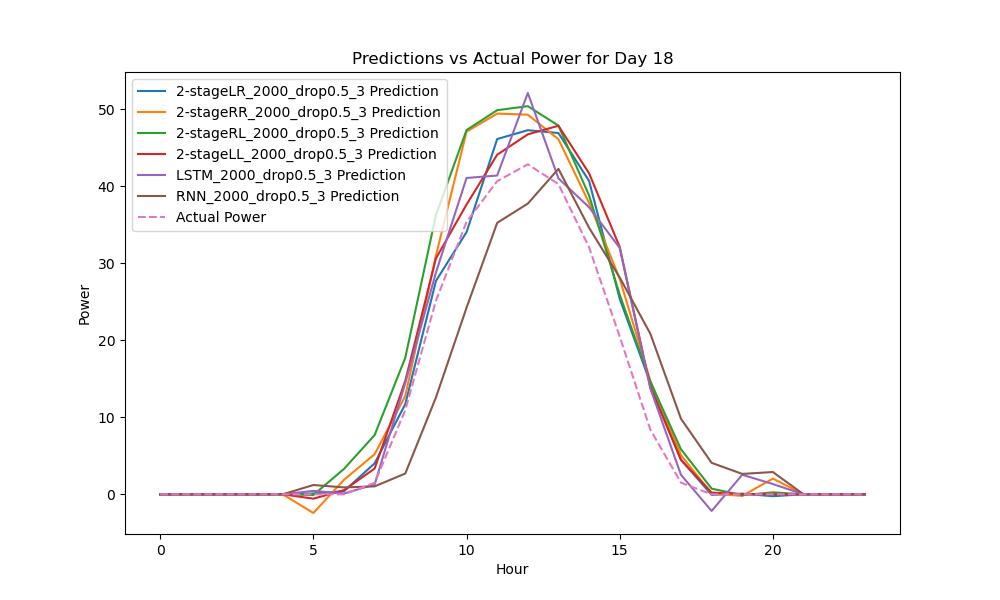 Predictions vs Actual Power for Day 18
2-stageLR_2000_drop0.5_3 Prediction
2-stageRR_2000_drop0.5_3 Prediction
2-stageRL_2000_drop0.5_3 Prediction
2-stageLL_2000_drop0.5_3 Prediction
LSTM_2000_drop0.5_3 Prediction
RNN_2000_drop0.5_3 Prediction
Actual Power
50
40
30
20
10
0
Power
0 5 10 15 20
Hour